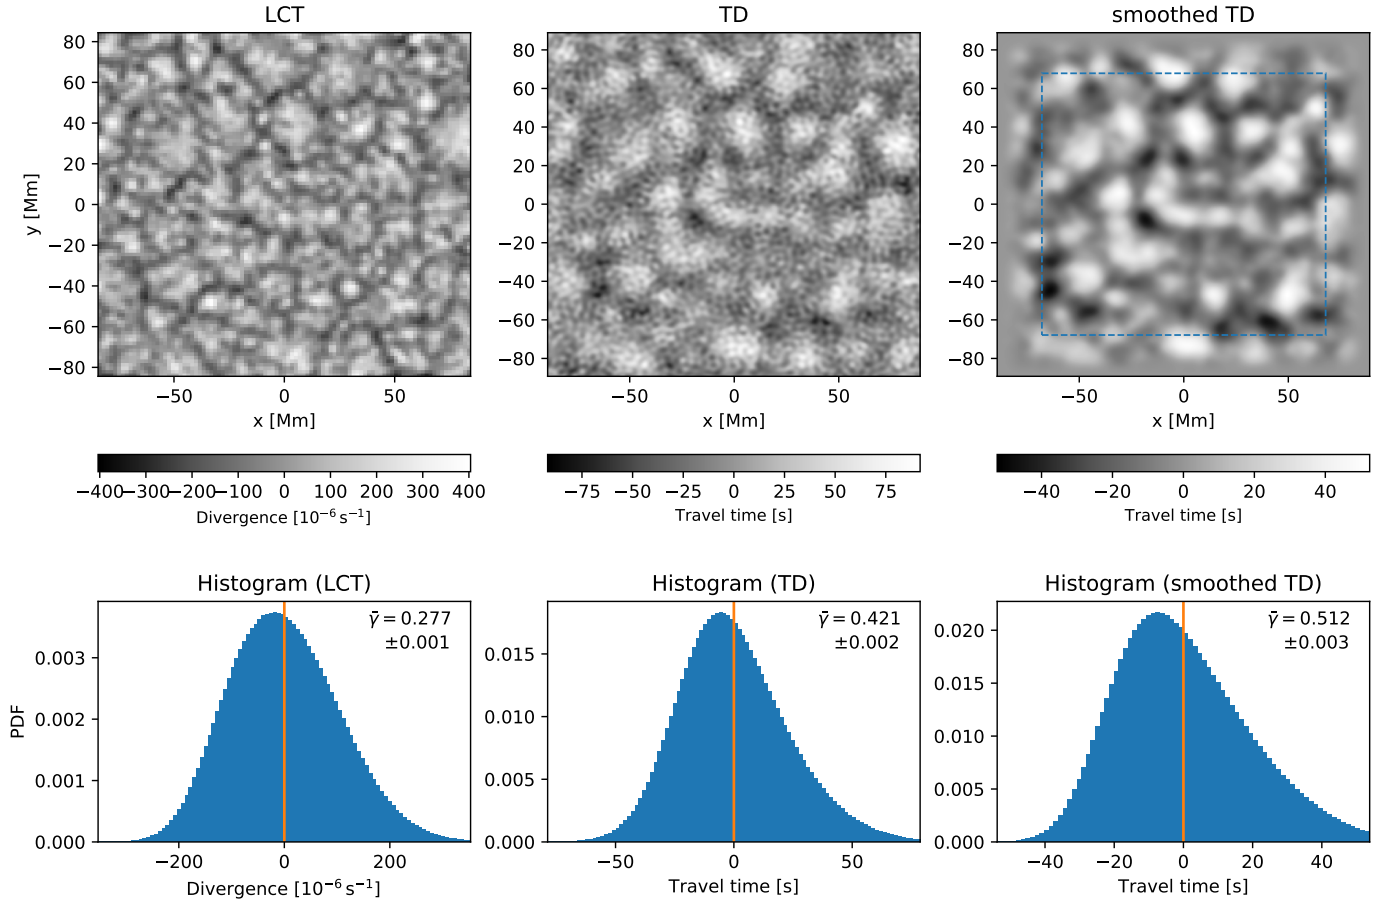 LCT
TD
smoothed TD
80
60
40
20
0
−20
−40
−60
−80
y [Mm]
−50 0 50
x [Mm]
80
60
40
20
0
−20
−40
−60
−80
−50 0 50
x [Mm]
80
60
40
20
0
−20
−40
−60
−80
−50 0 50
x [Mm]
−400 −300 −200 −100 0 100 200 300 400
Divergence [10⁻⁶ s⁻¹]
−75 −50 −25 0 25 50 75
Travel time [s]
−40 −20 0 20 40
Travel time [s]
Histogram (LCT)
γ̄ = 0.277
±0.001
0.003
0.002
0.001
0.000
PDF
−200 0 200
Divergence [10⁻⁶ s⁻¹]
Histogram (TD)
γ̄ = 0.421
±0.002
0.015
0.010
0.005
0.000
−50 0 50
Travel time [s]
Histogram (smoothed TD)
γ̄ = 0.512
±0.003
0.020
0.015
0.010
0.005
0.000
−40 −20 0 20 40
Travel time [s]